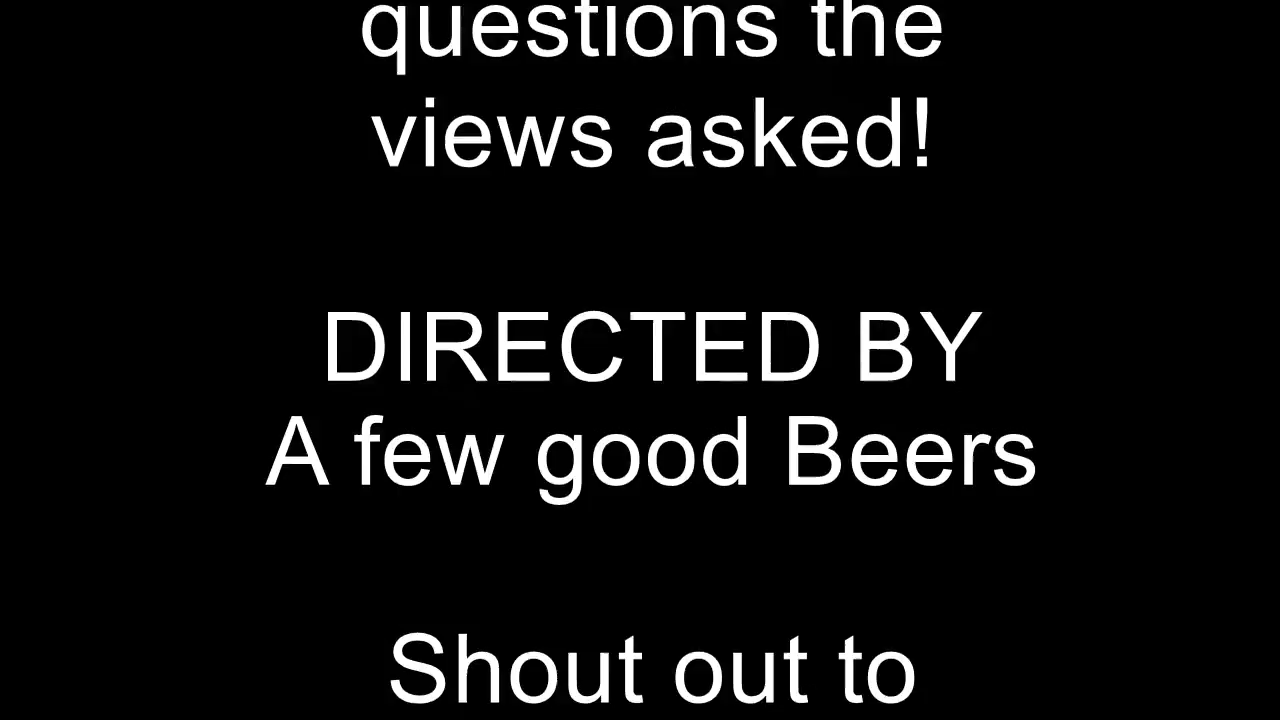 questions the
views asked!
DIRECTED BY
A few good Beers
Shout out to